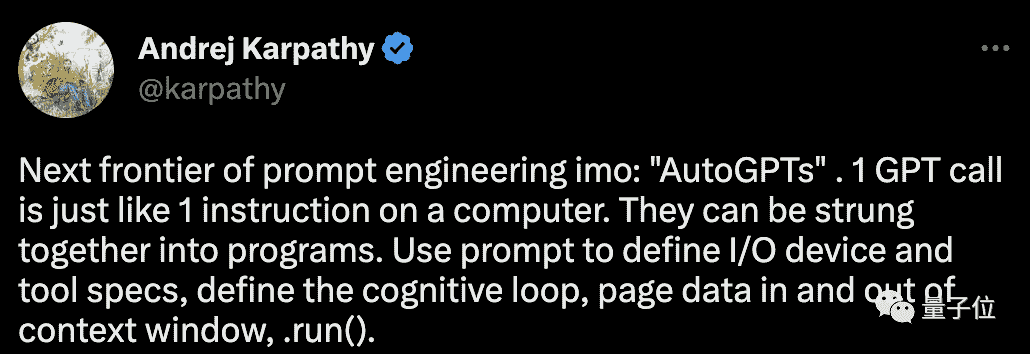 Andrej Karpathy
@karpathy
Next frontier of prompt engineering imo: "AutoGPTs" . 1 GPT call
is just like 1 instruction on a computer. They can be strung
together into programs. Use prompt to define I/O device and
tool specs, define the cognitive loop, page data in and out of
context window, .run().
量子位